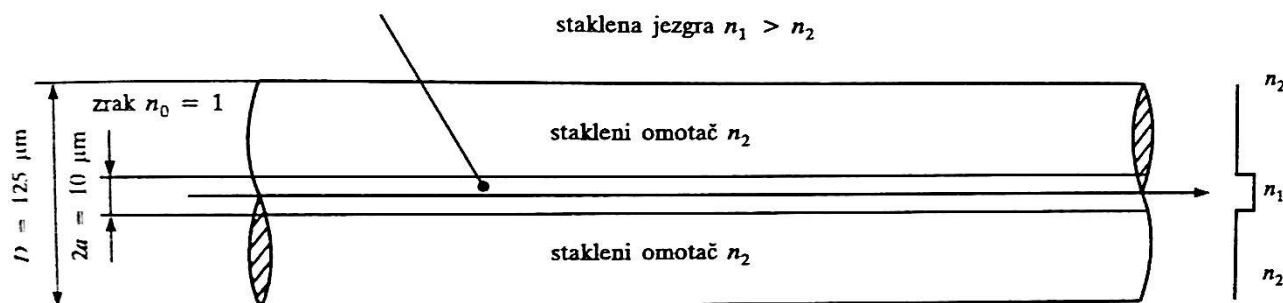 staklena jezgra n₁ > n₂
zrak n₀ = 1
stakleni omotač n₂
stakleni omotač n₂
D = 125 μm
2a = 10 μm
n₂
n₁
n₂